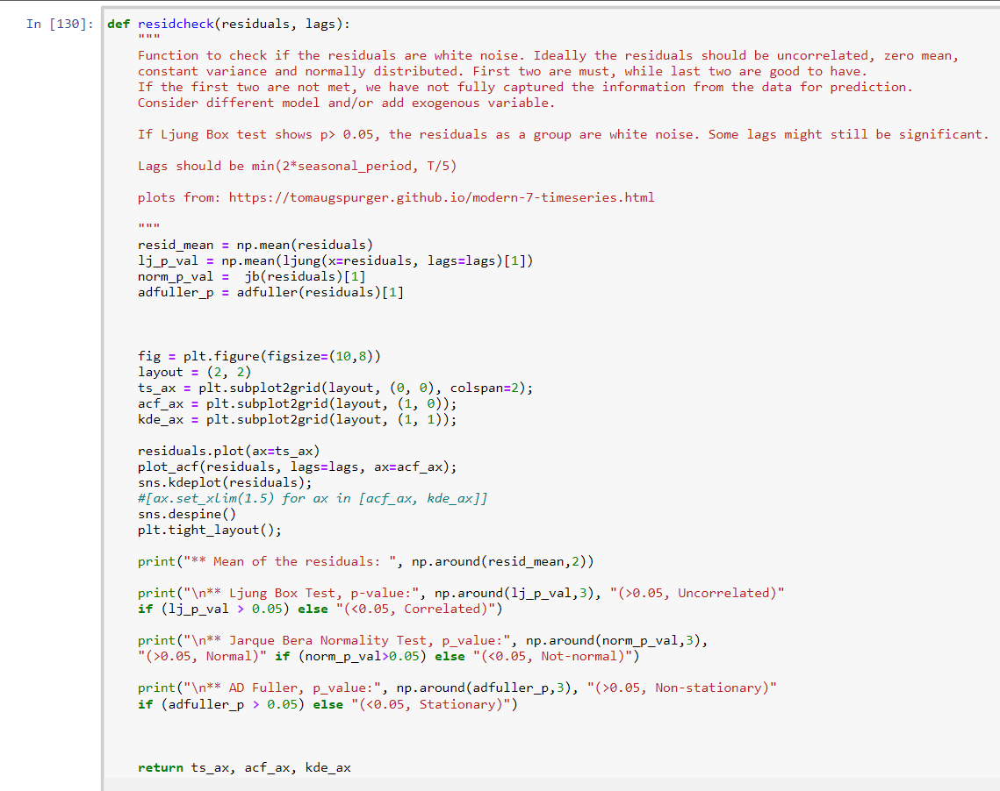 In [130]: def residcheck(residuals, lags):
"""
Function to check if the residuals are white noise. Ideally the residuals should be uncorrelated, zero mean,
constant variance and normally distributed. First two are must, while last two are good to have.
If the first two are not met, we have not fully captured the information from the data for prediction.
Consider different model and/or add exogenous variable.
If Ljung Box test shows p> 0.05, the residuals as a group are white noise. Some lags might still be significant.
Lags should be min(2*seasonal_period, T/5)
plots from: https://tomaugspurger.github.io/modern-7-timeseries.html
"""
resid_mean = np.mean(residuals)
lj_p_val = np.mean(ljung(x=residuals, lags=lags)[1])
norm_p_val =  jb(residuals)[1]
adfuller_p = adfuller(residuals)[1]
fig = plt.figure(figsize=(10,8))
layout = (2, 2)
ts_ax = plt.subplot2grid(layout, (0, 0), colspan=2);
acf_ax = plt.subplot2grid(layout, (1, 0));
kde_ax = plt.subplot2grid(layout, (1, 1));
residuals.plot(ax=ts_ax)
plot_acf(residuals, lags=lags, ax=acf_ax);
sns.kdeplot(residuals);
#[ax.set_xlim(1.5) for ax in [acf_ax, kde_ax]]
sns.despine()
plt.tight_layout();
print("** Mean of the residuals: ", np.around(resid_mean,2))
print("\n** Ljung Box Test, p-value:", np.around(lj_p_val,3), "(>0.05, Uncorrelated)"
if (lj_p_val > 0.05) else "(<0.05, Correlated)")
print("\n** Jarque Bera Normality Test, p_value:", np.around(norm_p_val,3),
"(>0.05, Normal)" if (norm_p_val>0.05) else "(<0.05, Not-normal)")
print("\n** AD Fuller, p_value:", np.around(adfuller_p,3), "(>0.05, Non-stationary)"
if (adfuller_p > 0.05) else "(<0.05, Stationary)")
return ts_ax, acf_ax, kde_ax